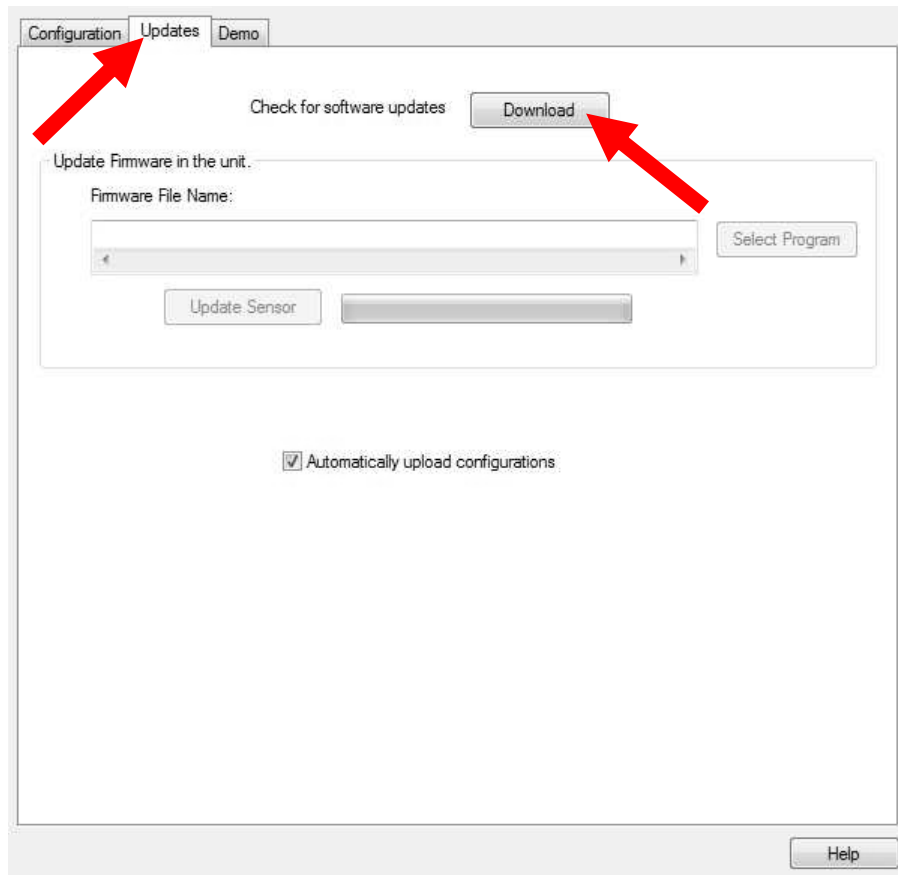 Configuration Updates Demo
Check for software updates Download
Update Firmware in the unit.
Firmware File Name:
Select Program
Update Sensor
Automatically upload configurations
Help